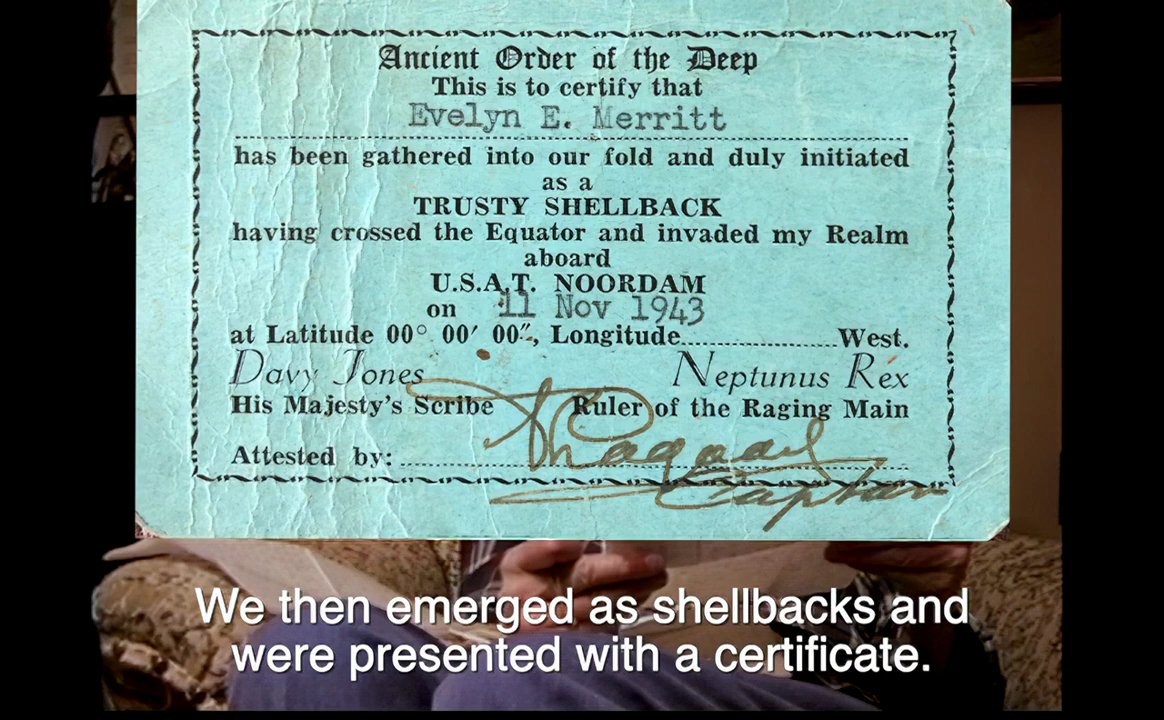 Ancient Order of the Deep
This is to certify that
Evelyn E. Merritt
has been gathered into our fold and duly initiated
as a
TRUSTY SHELLBACK
having crossed the Equator and invaded my Realm
aboard
U.S.A.T. NOORDAM
on 11 Nov 1943
at Latitude 00° 00′ 00″, Longitude....................West.
Davy Jones Neptunus Rex
His Majesty's Scribe Ruler of the Raging Main
Attested by:
Captain
We then emerged as shellbacks and
were presented with a certificate.